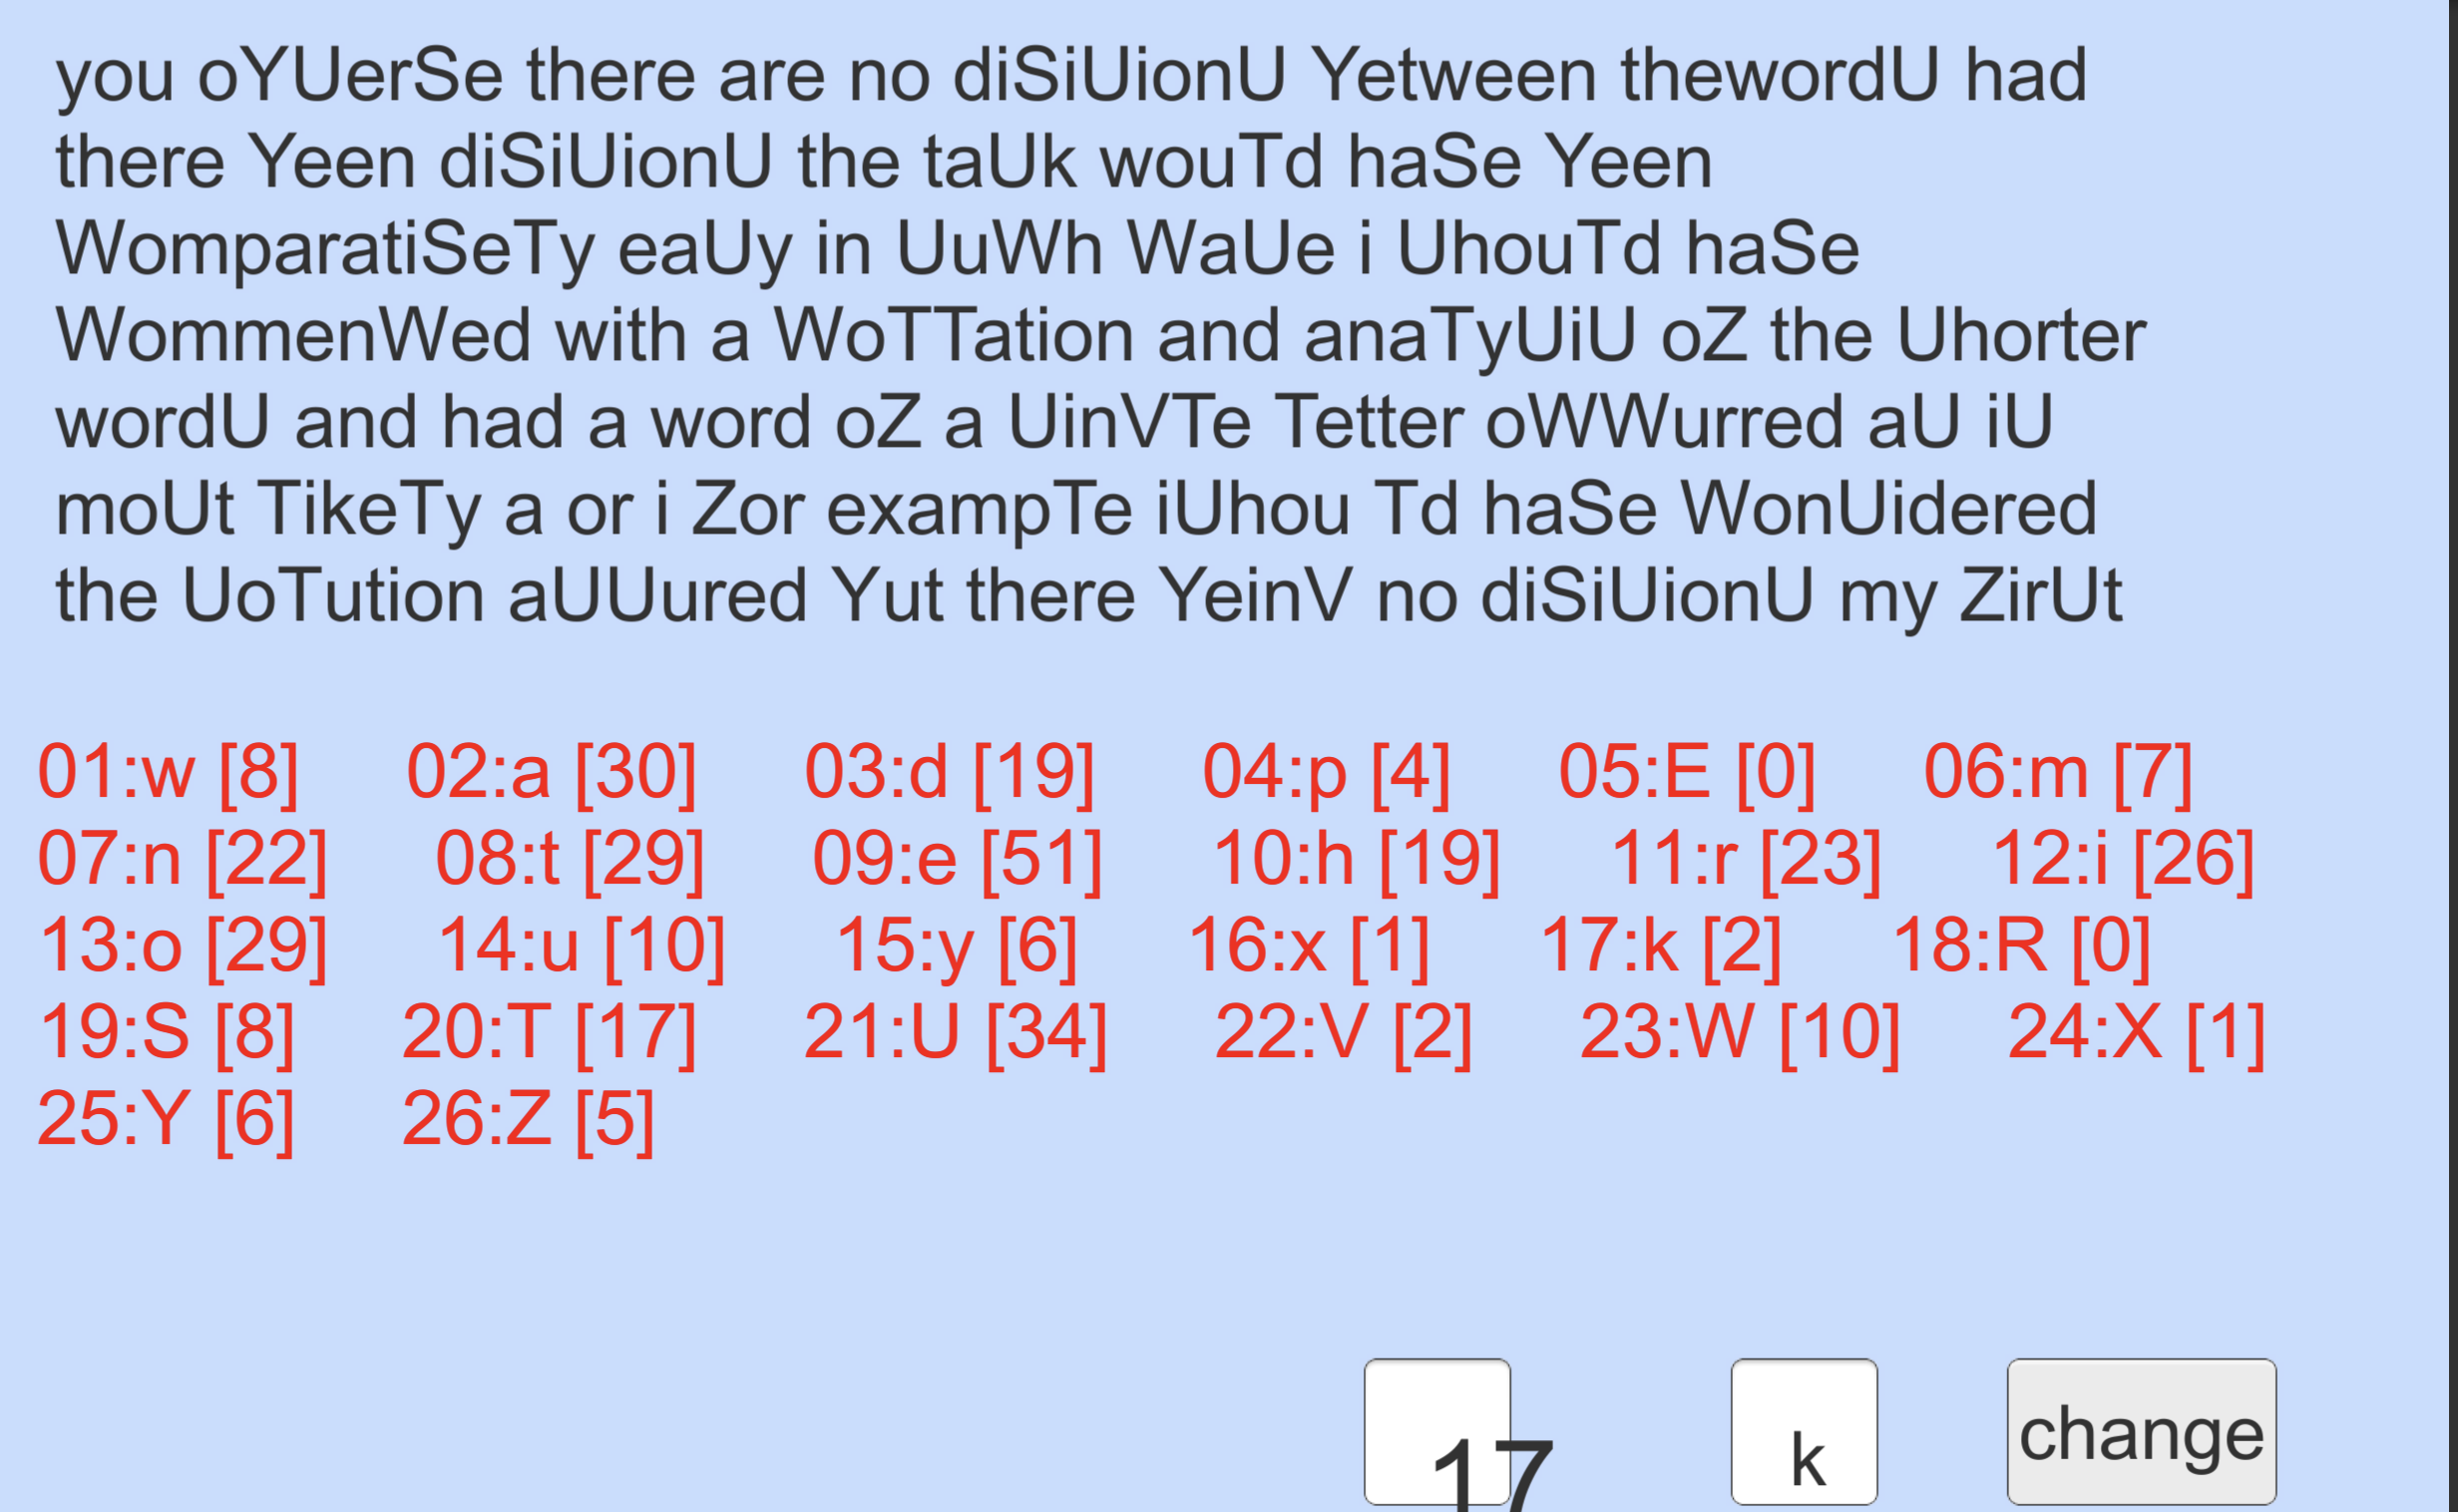 you oYUerSe there are no diSiUionU Yetween thewordU had
there Yeen diSiUionU the taUk wouTd haSe Yeen
WomparatiSeTy eaUy in UuWh WaUe i UhouTd haSe
WommenWed with a WoTTation and anaTyUiU oZ the Uhorter
wordU and had a word oZ a UinVTe Tetter oWWurred aU iU
moUt TikeTy a or i Zor exampTe iUhou Td haSe WonUidered
the UoTution aUUured Yut there YeinV no diSiUionU my ZirUt
01:w [8] 02:a [30] 03:d [19] 04:p [4] 05:E [0] 06:m [7]
07:n [22] 08:t [29] 09:e [51] 10:h [19] 11:r [23] 12:i [26]
13:o [29] 14:u [10] 15:y [6] 16:x [1] 17:k [2] 18:R [0]
19:S [8] 20:T [17] 21:U [34] 22:V [2] 23:W [10] 24:X [1]
25:Y [6] 26:Z [5]
17 k change